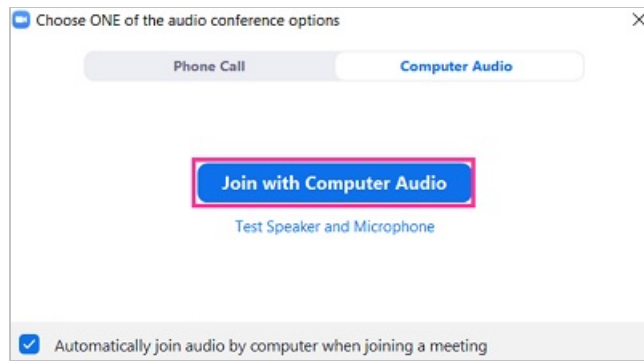 Choose ONE of the audio conference options
Phone Call
Computer Audio
Join with Computer Audio
Test Speaker and Microphone
Automatically join audio by computer when joining a meeting